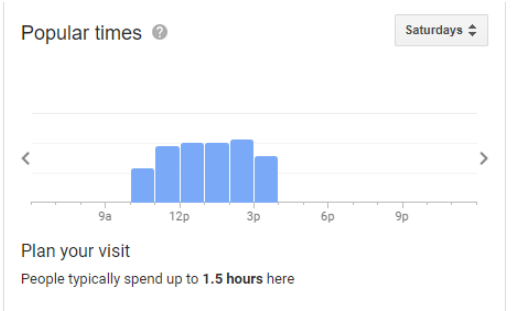 Popular times
Saturdays
9a 12p 3p 6p 9p
Plan your visit
People typically spend up to 1.5 hours here